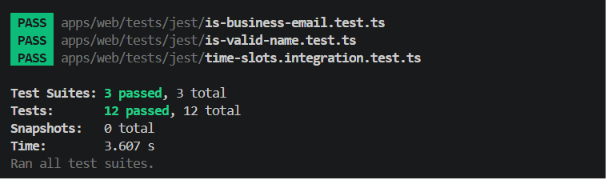 PASS apps/web/tests/jest/is-business-email.test.ts
PASS apps/web/tests/jest/is-valid-name.test.ts
PASS apps/web/tests/jest/time-slots.integration.test.ts
Test Suites: 3 passed, 3 total
Tests: 12 passed, 12 total
Snapshots: 0 total
Time: 3.607 s
Ran all test suites.